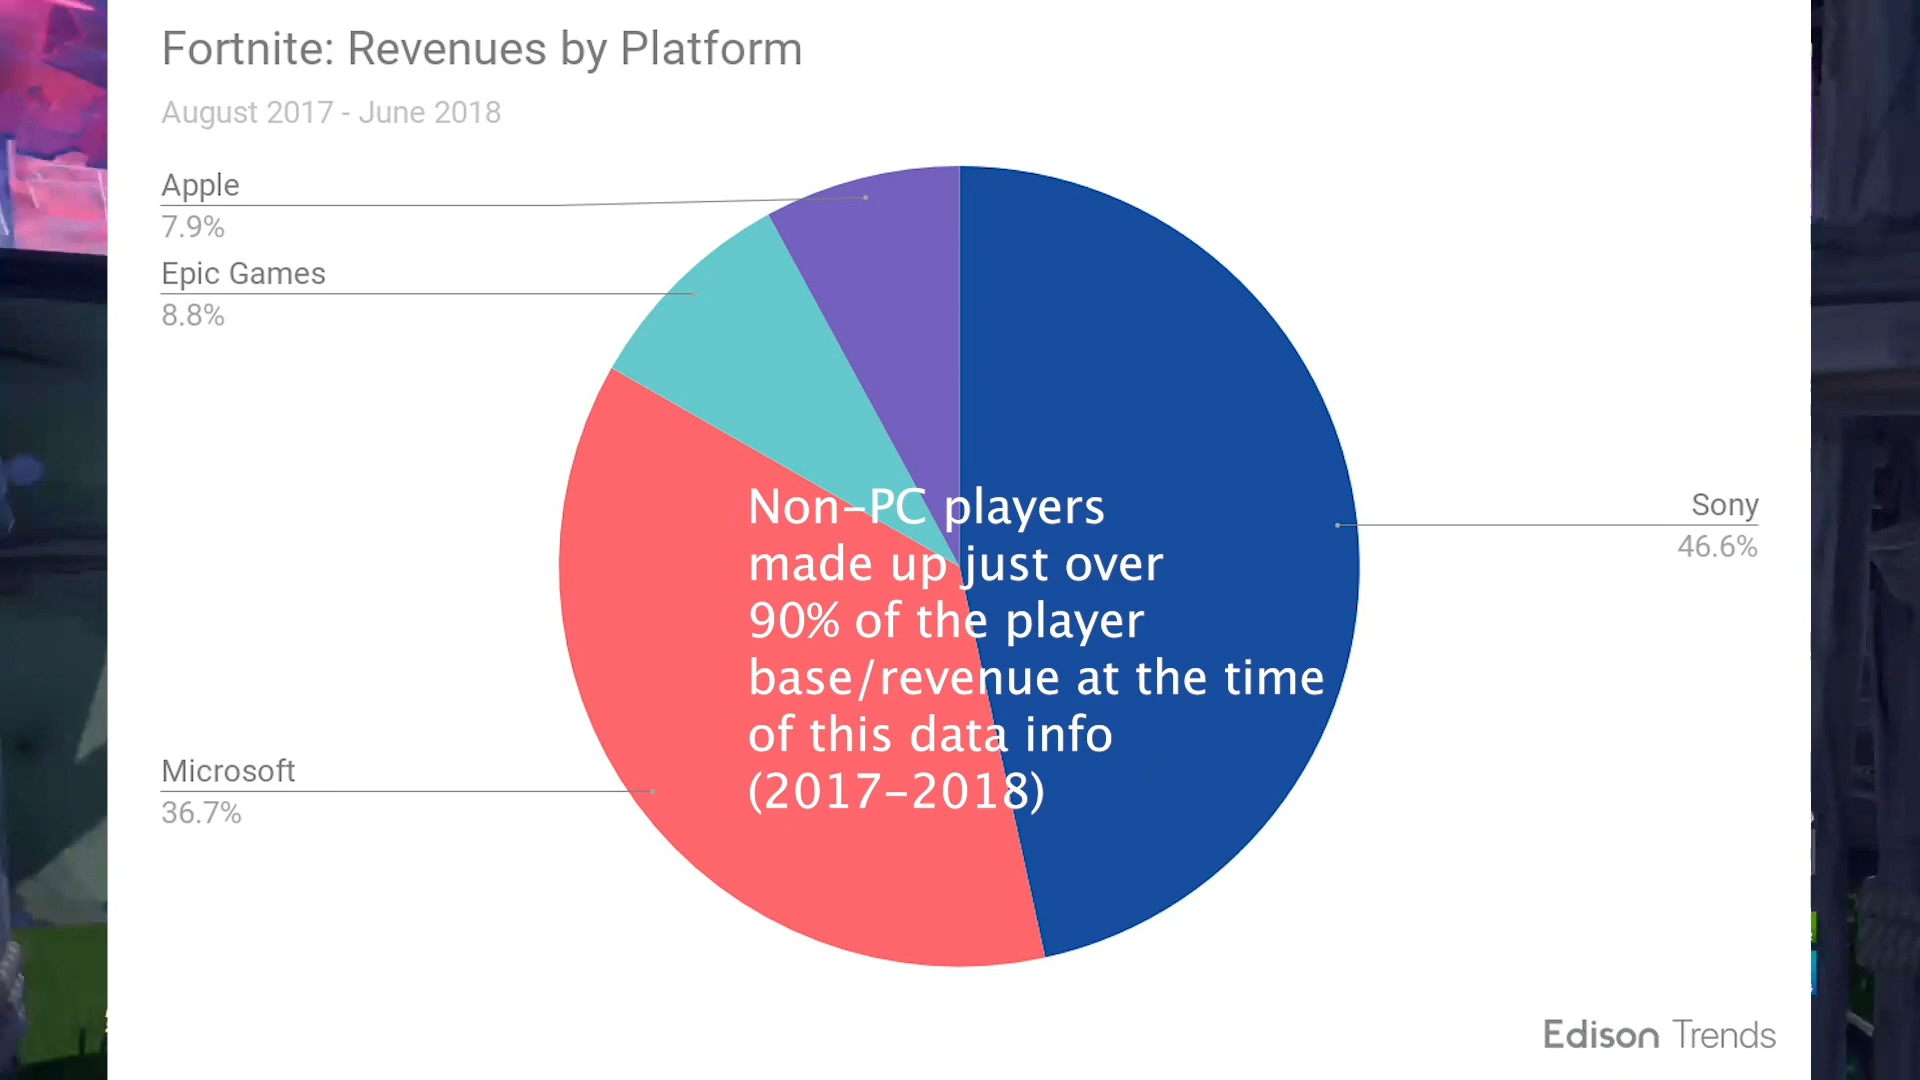 Fortnite: Revenues by Platform
August 2017 - June 2018
Apple
7.9%
Epic Games
8.8%
Sony
46.6%
Microsoft
36.7%
Non-PC players
made up just over
90% of the player
base/revenue at the time
of this data info
(2017-2018)
Edison Trends